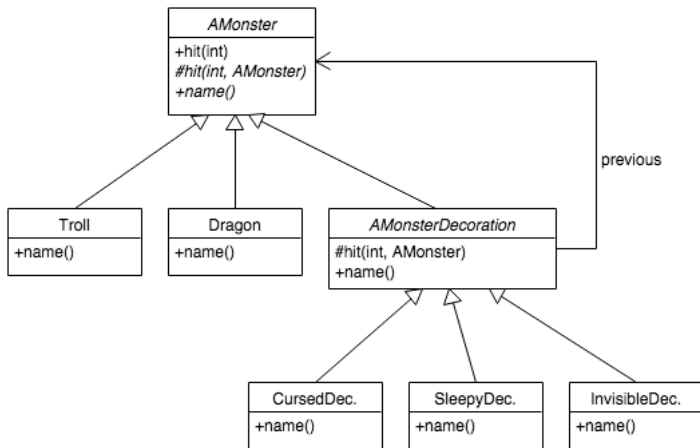 AMonster
+hit(int)
#hit(int, AMonster)
+name()
previous
Troll
+name()
Dragon
+name()
AMonsterDecoration
#hit(int, AMonster)
+name()
CursedDec.
+name()
SleepyDec.
+name()
InvisibleDec.
+name()